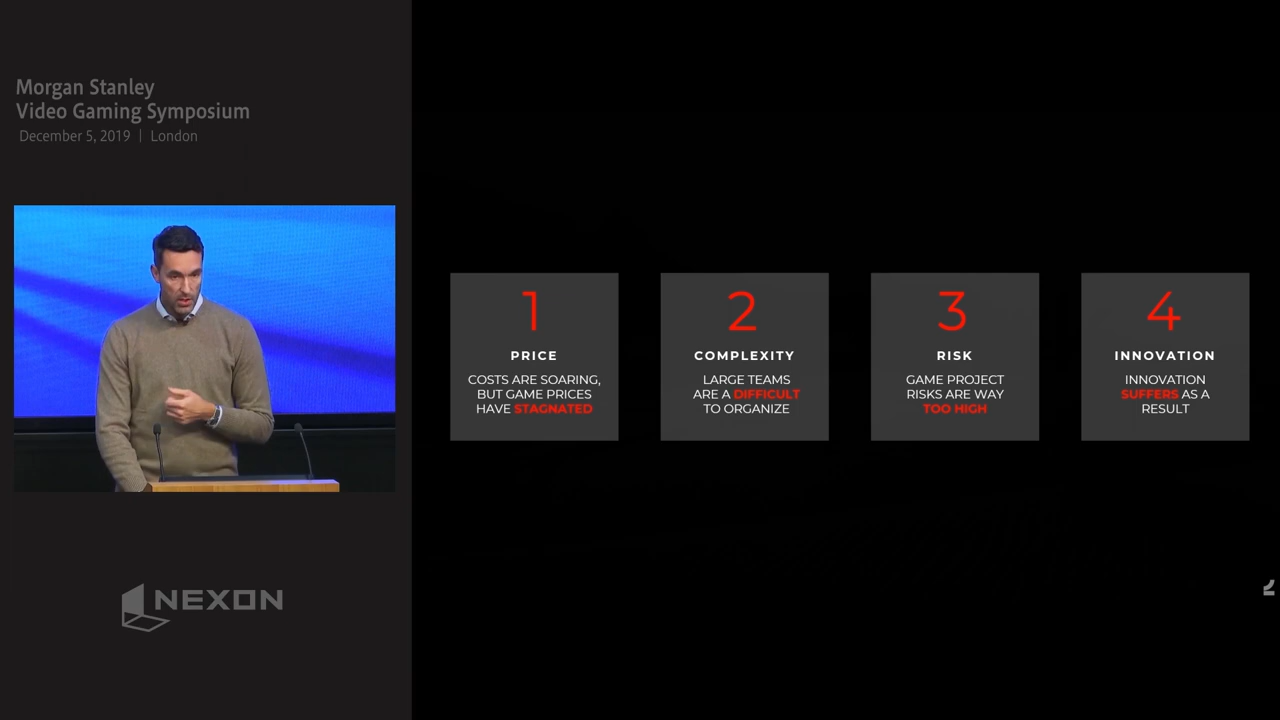 Morgan Stanley
Video Gaming Symposium
December 5, 2019 | London
NEXON
1
PRICE
COSTS ARE SOARING,
BUT GAME PRICES
HAVE STAGNATED
2
COMPLEXITY
LARGE TEAMS
ARE A DIFFICULT
TO ORGANIZE
3
RISK
GAME PROJECT
RISKS ARE WAY
TOO HIGH
4
INNOVATION
INNOVATION
SUFFERS AS A
RESULT